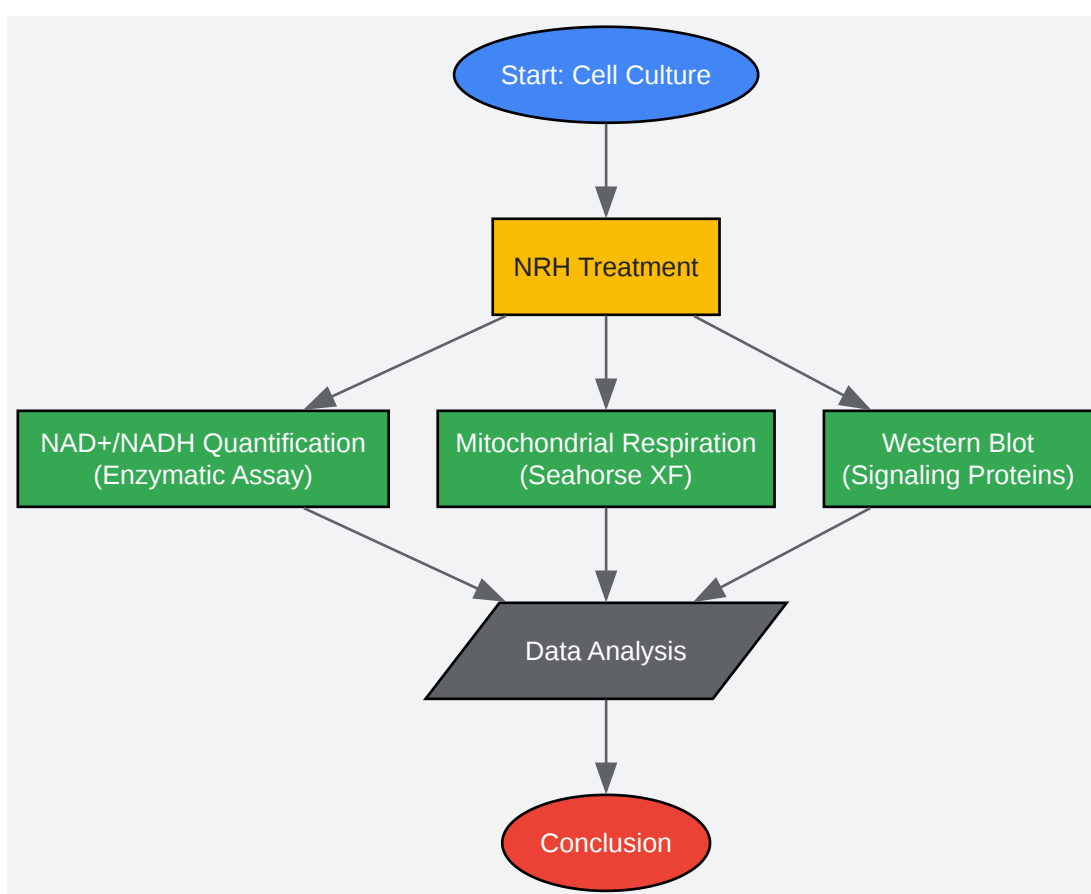 Start: Cell Culture
NRH Treatment
NAD+/NADH Quantification
(Enzymatic Assay)
Mitochondrial Respiration
(Seahorse XF)
Western Blot
(Signaling Proteins)
Data Analysis
Conclusion